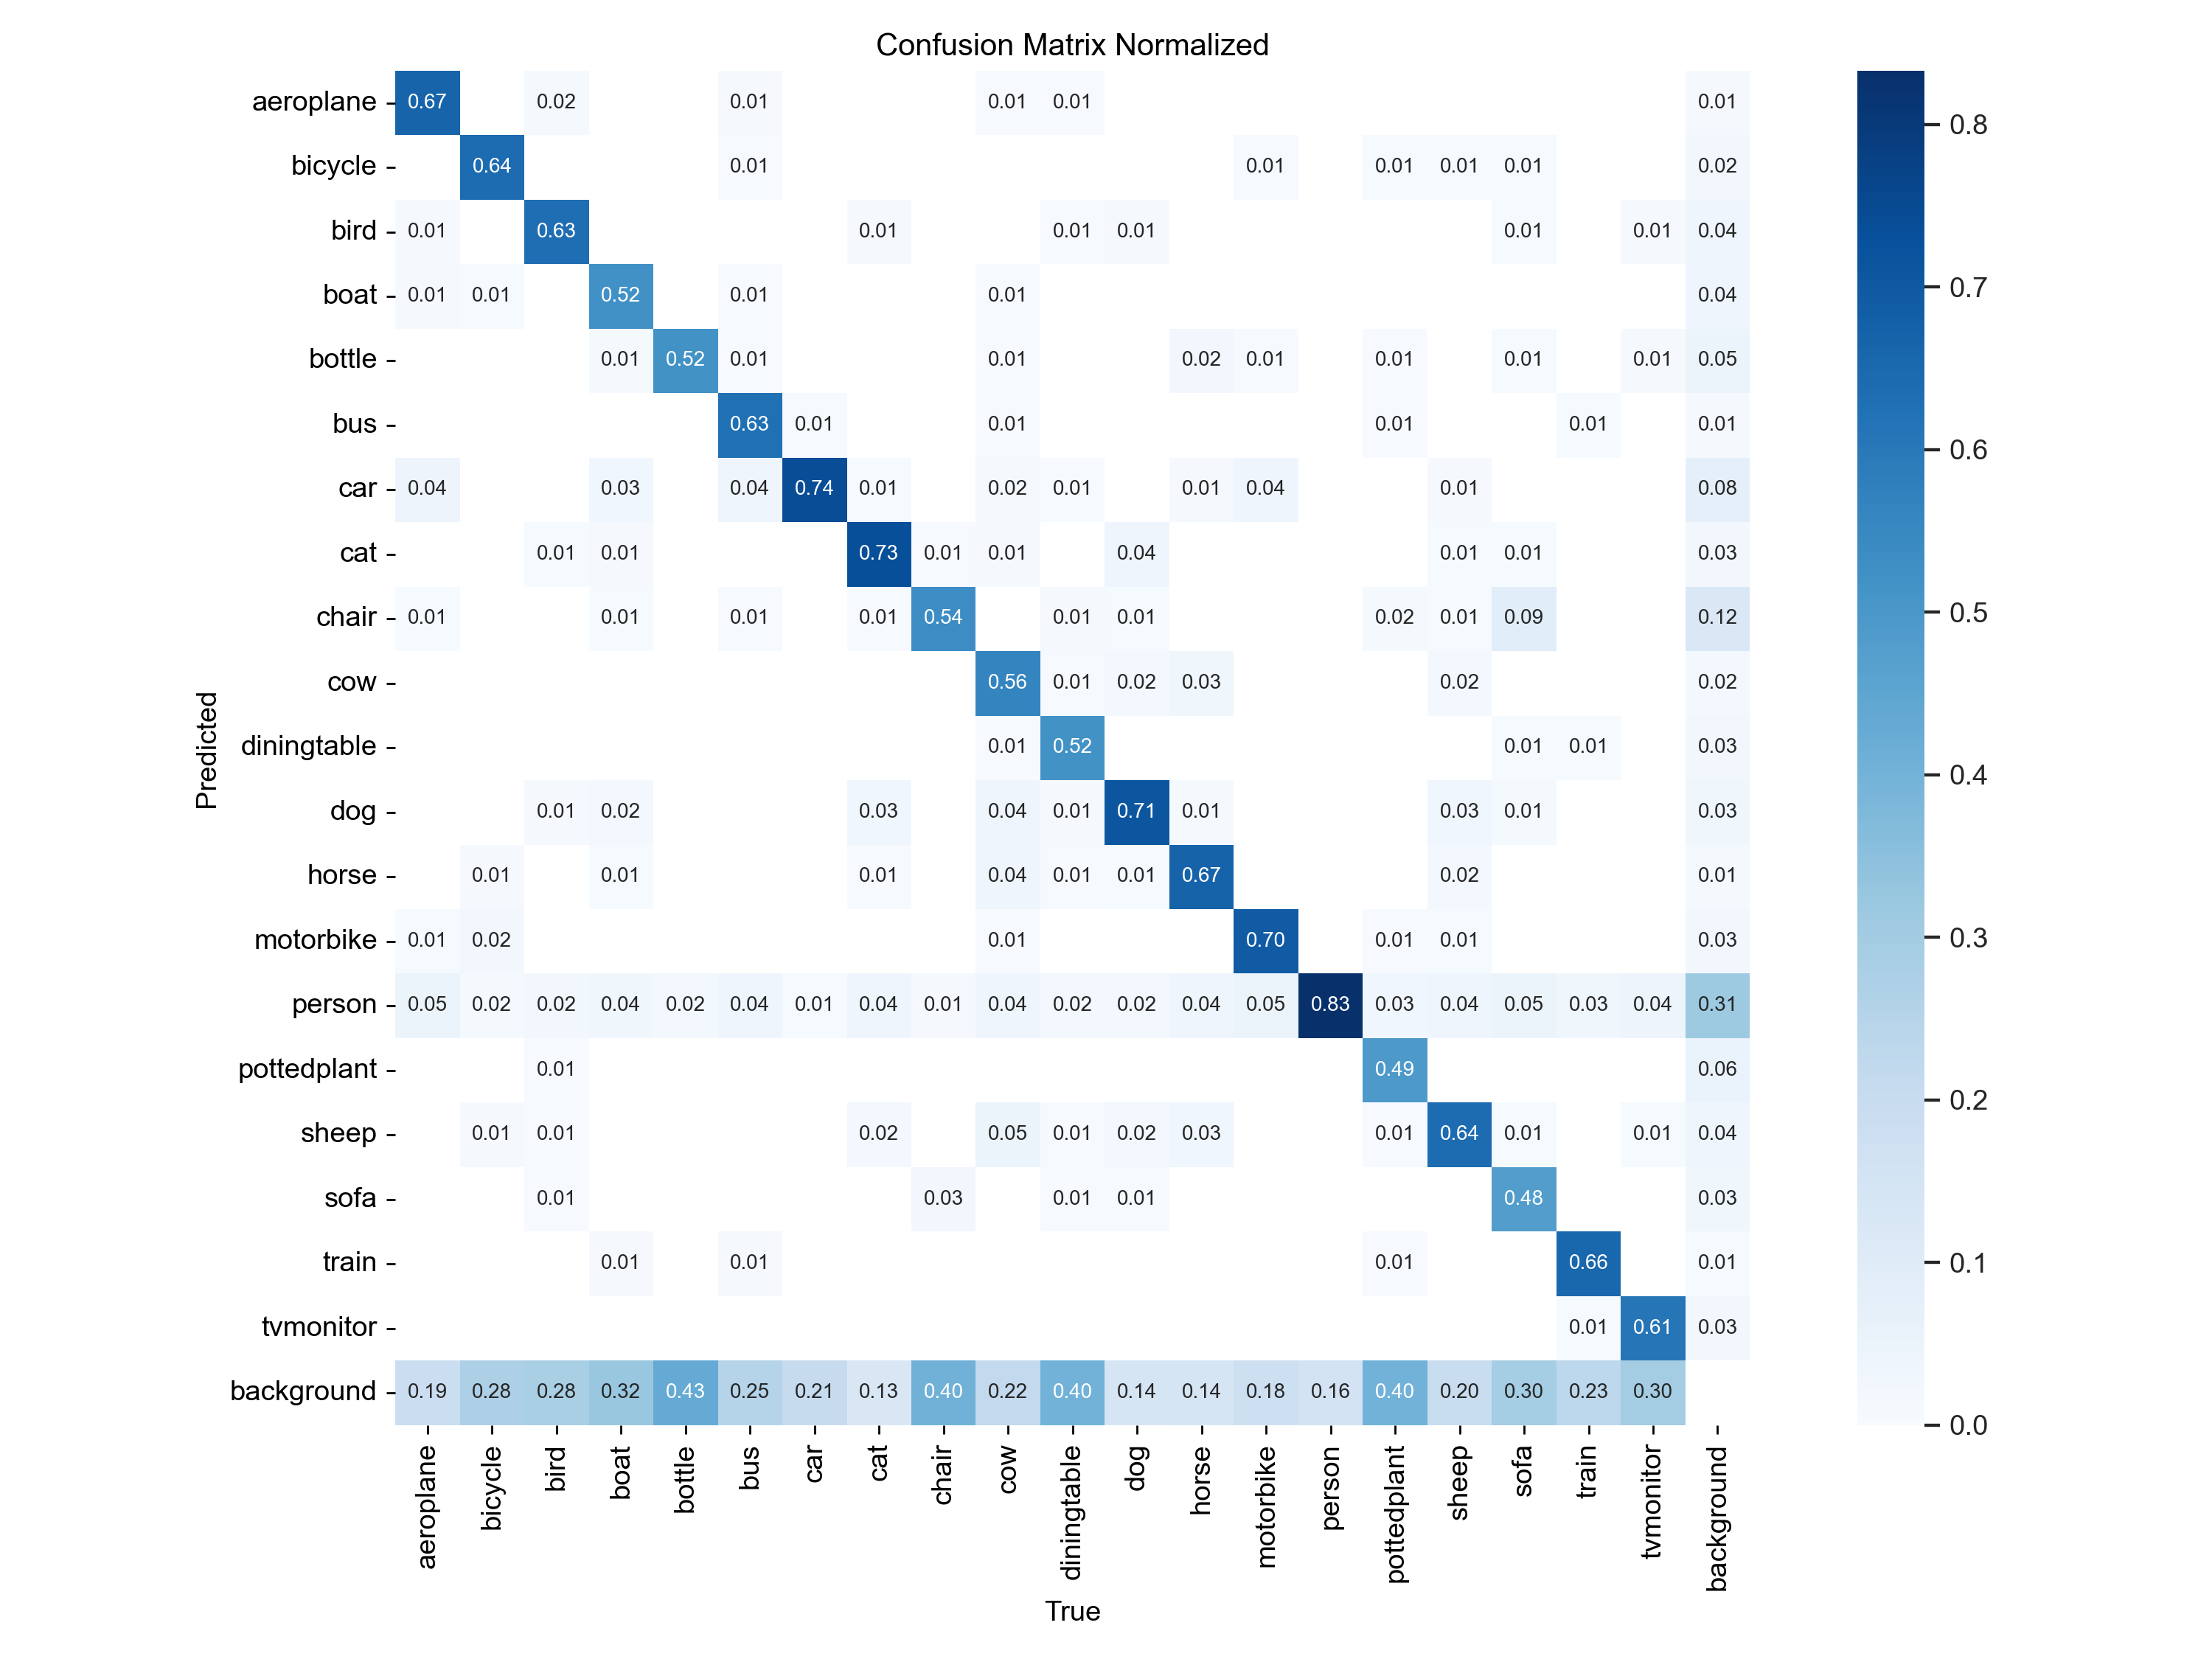 Confusion Matrix Normalized
aeroplane 0.67 0.02 0.01 0.01 0.01 0.01
bicycle 0.64 0.01 0.01 0.01 0.01 0.01 0.02
bird 0.01 0.63 0.01 0.01 0.01 0.01 0.01 0.04
boat 0.01 0.01 0.52 0.01 0.01 0.04
bottle 0.01 0.52 0.01 0.01 0.02 0.01 0.01 0.01 0.01 0.05
bus 0.63 0.01 0.01 0.01 0.01 0.01
car 0.04 0.03 0.04 0.74 0.01 0.02 0.01 0.01 0.04 0.01 0.08
cat 0.01 0.01 0.73 0.01 0.01 0.04 0.01 0.01 0.03
chair 0.01 0.01 0.01 0.01 0.54 0.01 0.01 0.02 0.01 0.09 0.12
cow 0.56 0.01 0.02 0.03 0.02 0.02
diningtable 0.01 0.52 0.01 0.01 0.03
dog 0.01 0.02 0.03 0.04 0.01 0.71 0.01 0.03 0.01 0.03
horse 0.01 0.01 0.01 0.04 0.01 0.01 0.67 0.02 0.01
motorbike 0.01 0.02 0.01 0.70 0.01 0.01 0.03
person 0.05 0.02 0.02 0.04 0.02 0.04 0.01 0.04 0.01 0.04 0.02 0.02 0.04 0.05 0.83 0.03 0.04 0.05 0.03 0.04 0.31
pottedplant 0.01 0.49 0.06
sheep 0.01 0.01 0.02 0.05 0.01 0.02 0.03 0.01 0.64 0.01 0.01 0.04
sofa 0.01 0.03 0.01 0.01 0.48 0.03
train 0.01 0.01 0.01 0.66 0.01
tvmonitor 0.01 0.61 0.03
background 0.19 0.28 0.28 0.32 0.43 0.25 0.21 0.13 0.40 0.22 0.40 0.14 0.14 0.18 0.16 0.40 0.20 0.30 0.23 0.30
Predicted
aeroplane bicycle bird boat bottle bus car cat chair cow diningtable dog horse motorbike person pottedplant sheep sofa train tvmonitor background
True
0.8
0.7
0.6
0.5
0.4
0.3
0.2
0.1
0.0